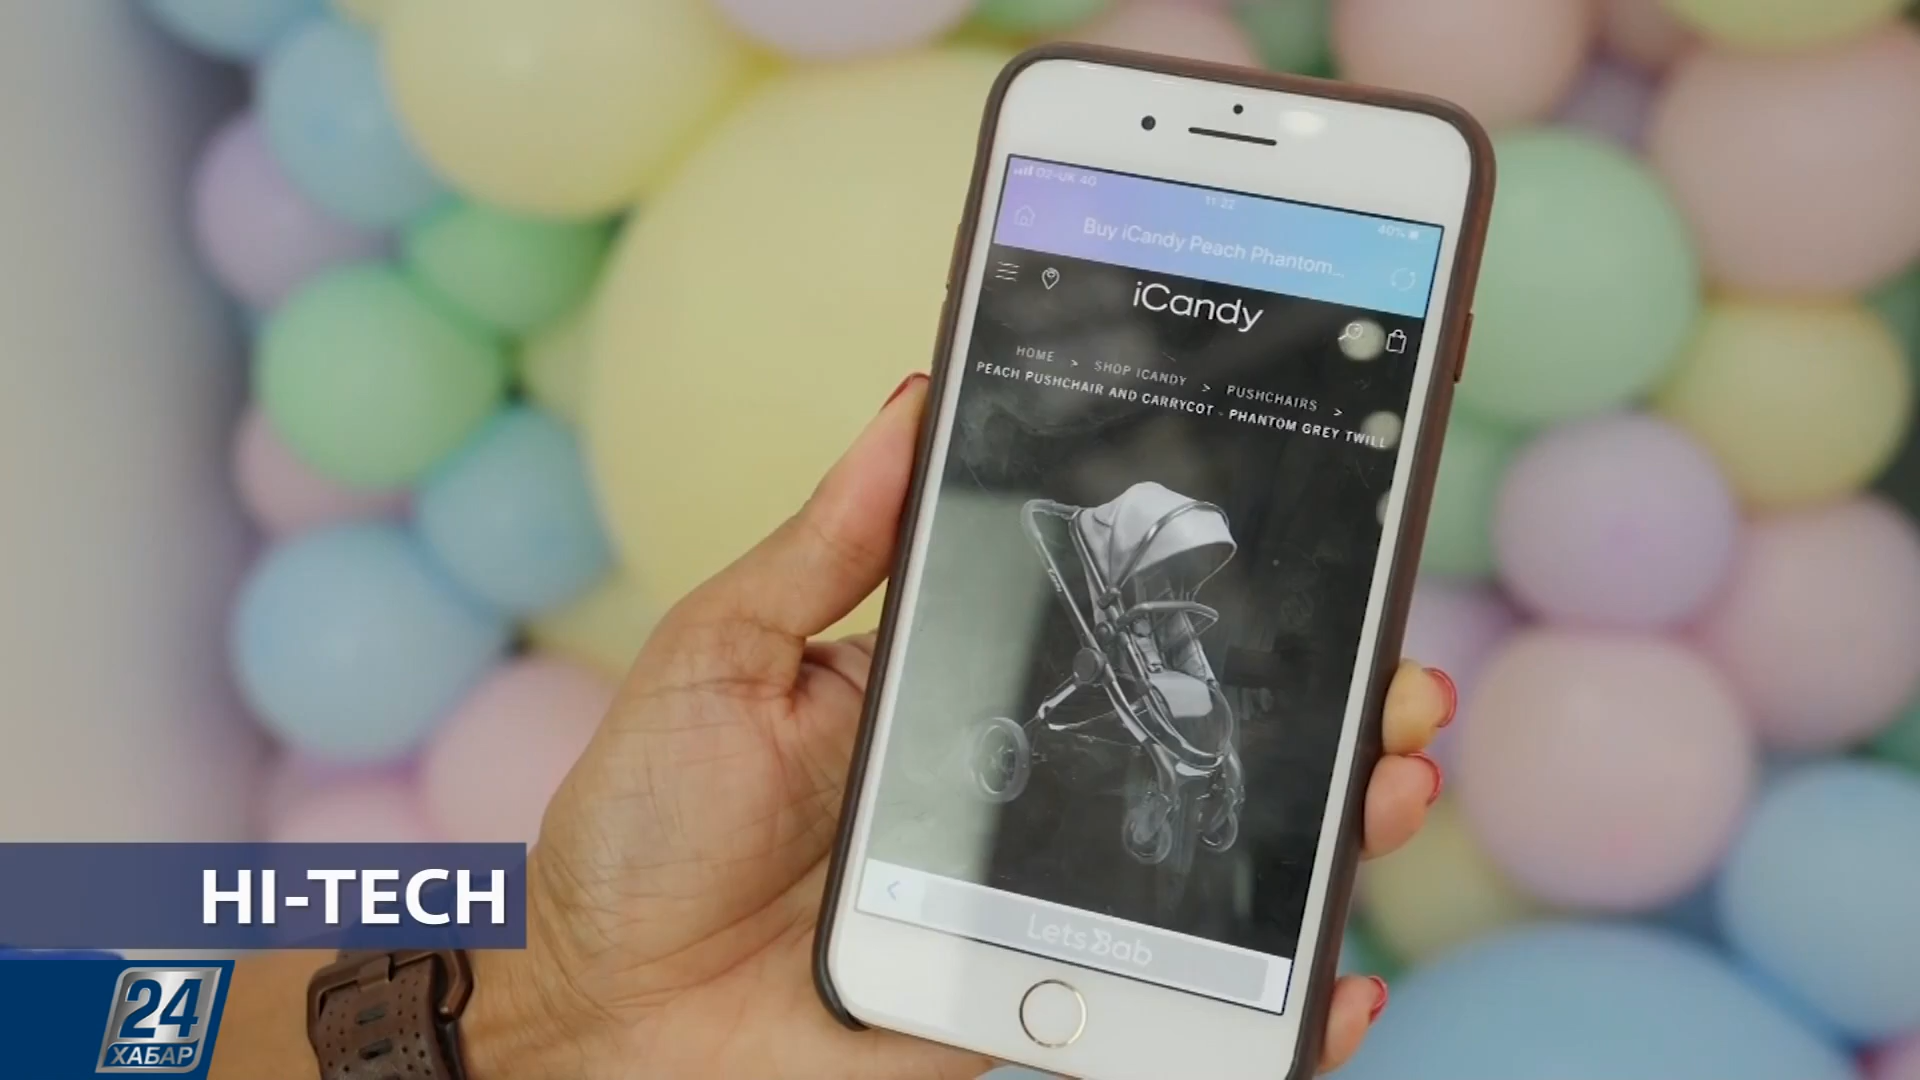 O2-UK 4G
11:22
40%
Buy iCandy Peach Phantom...
iCandy
HOME > SHOP ICANDY > PUSHCHAIRS >
PEACH PUSHCHAIR AND CARRYCOT - PHANTOM GREY TWILL
iCandy
LetsBab
HI-TECH
24
ХАБАР